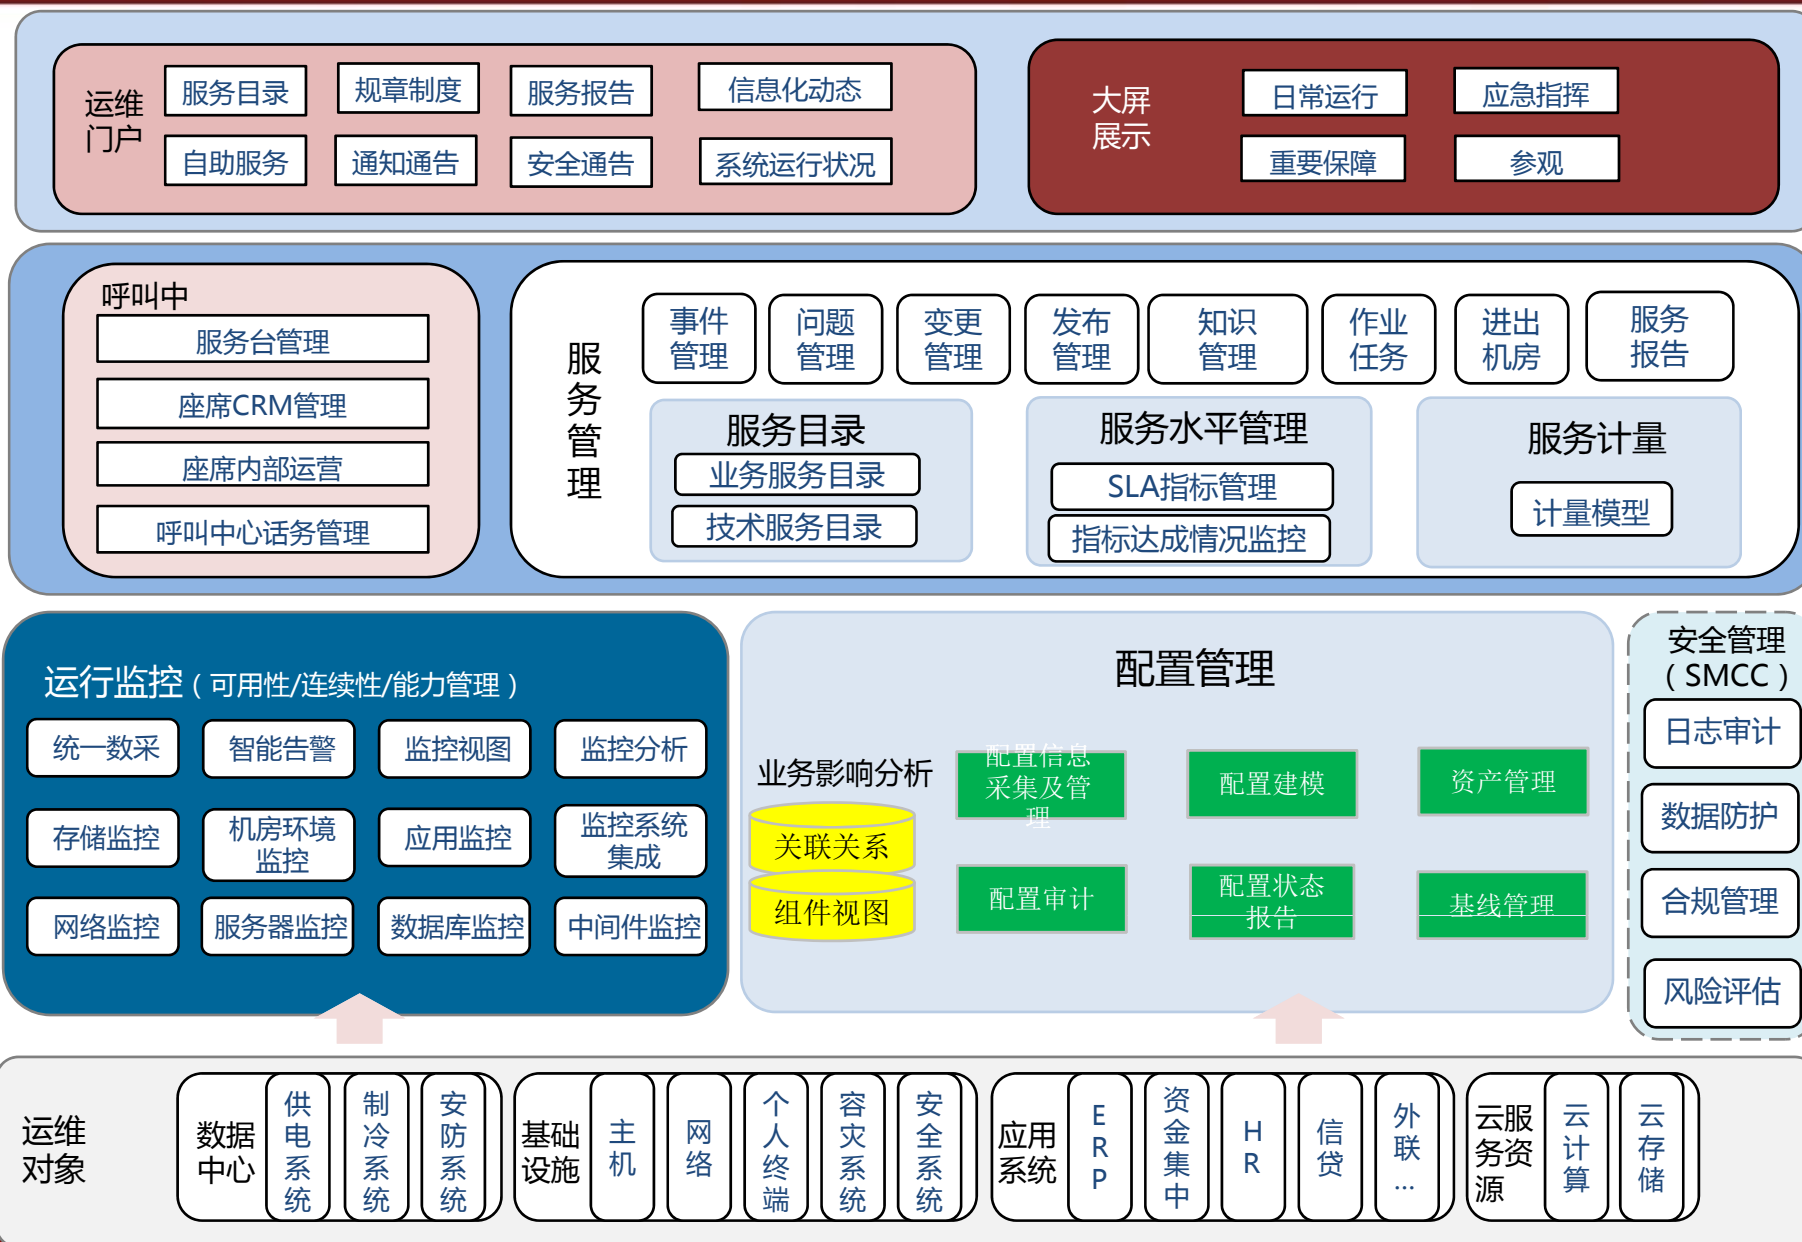 运维
门户
服务目录
规章制度
服务报告
信息化动态
自助服务
通知通告
安全通告
系统运行状况
大屏
展示
日常运行
应急指挥
重要保障
参观
呼叫中
服务台管理
座席CRM管理
座席内部运营
呼叫中心话务管理
服
务
管
理
事件
管理
问题
管理
变更
管理
发布
管理
知识
管理
作业
任务
进出
机房
服务
报告
服务目录
业务服务目录
技术服务目录
服务水平管理
SLA指标管理
指标达成情况监控
服务计量
计量模型
运行监控（可用性/连续性/能力管理）
统一数采
智能告警
监控视图
监控分析
存储监控
机房环境
监控
应用监控
监控系统
集成
网络监控
服务器监控
数据库监控
中间件监控
配置管理
业务影响分析
关联关系
组件视图
配置信息
采集及管
理
配置建模
资产管理
配置审计
配置状态
报告
基线管理
安全管理
（SMCC）
日志审计
数据防护
合规管理
风险评估
运维
对象
数据
中心
供
电
系
统
制
冷
系
统
安
防
系
统
基础
设施
主
机
网
络
个
人
终
端
容
灾
系
统
安
全
系
统
应用
系统
E
R
P
资
金
集
中
H
R
信
贷
外
联
...
云服
务资
源
云
计
算
云
存
储